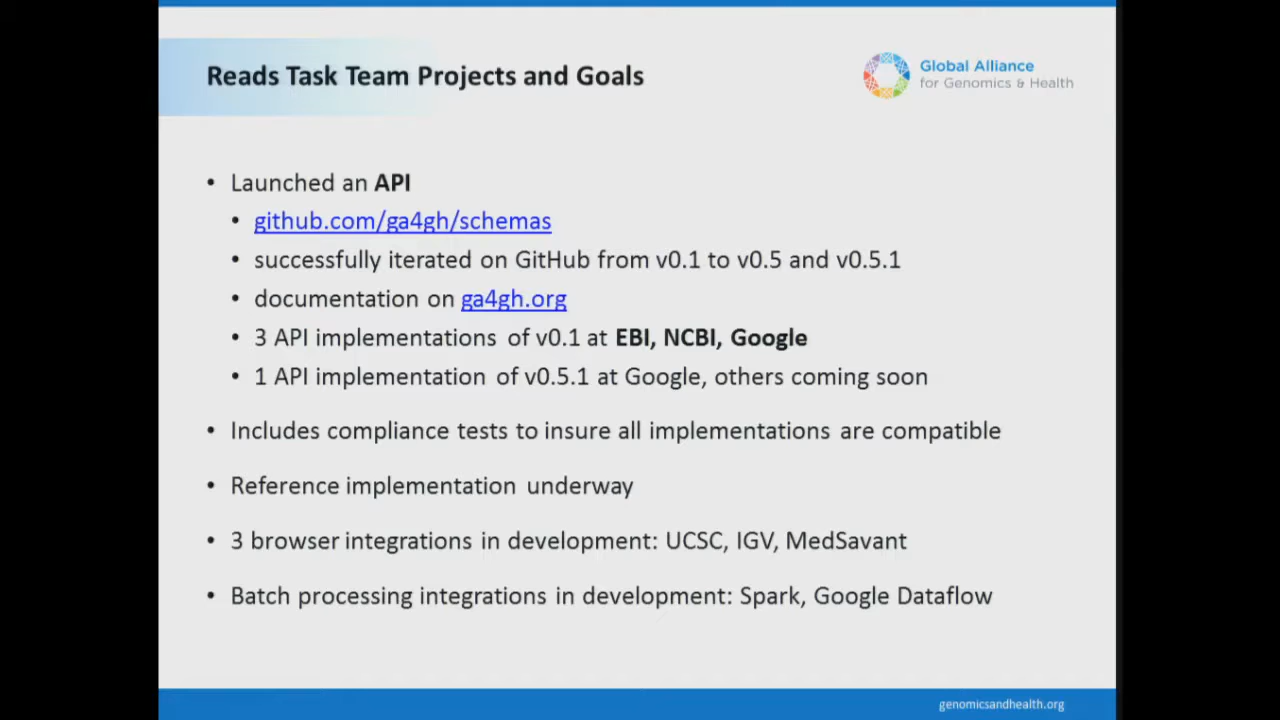 Reads Task Team Projects and Goals
Global Alliance
for Genomics & Health
• Launched an API
• github.com/ga4gh/schemas
• successfully iterated on GitHub from v0.1 to v0.5 and v0.5.1
• documentation on ga4gh.org
• 3 API implementations of v0.1 at EBI, NCBI, Google
• 1 API implementation of v0.5.1 at Google, others coming soon
• Includes compliance tests to insure all implementations are compatible
• Reference implementation underway
• 3 browser integrations in development: UCSC, IGV, MedSavant
• Batch processing integrations in development: Spark, Google Dataflow
genomicsandhealth.org